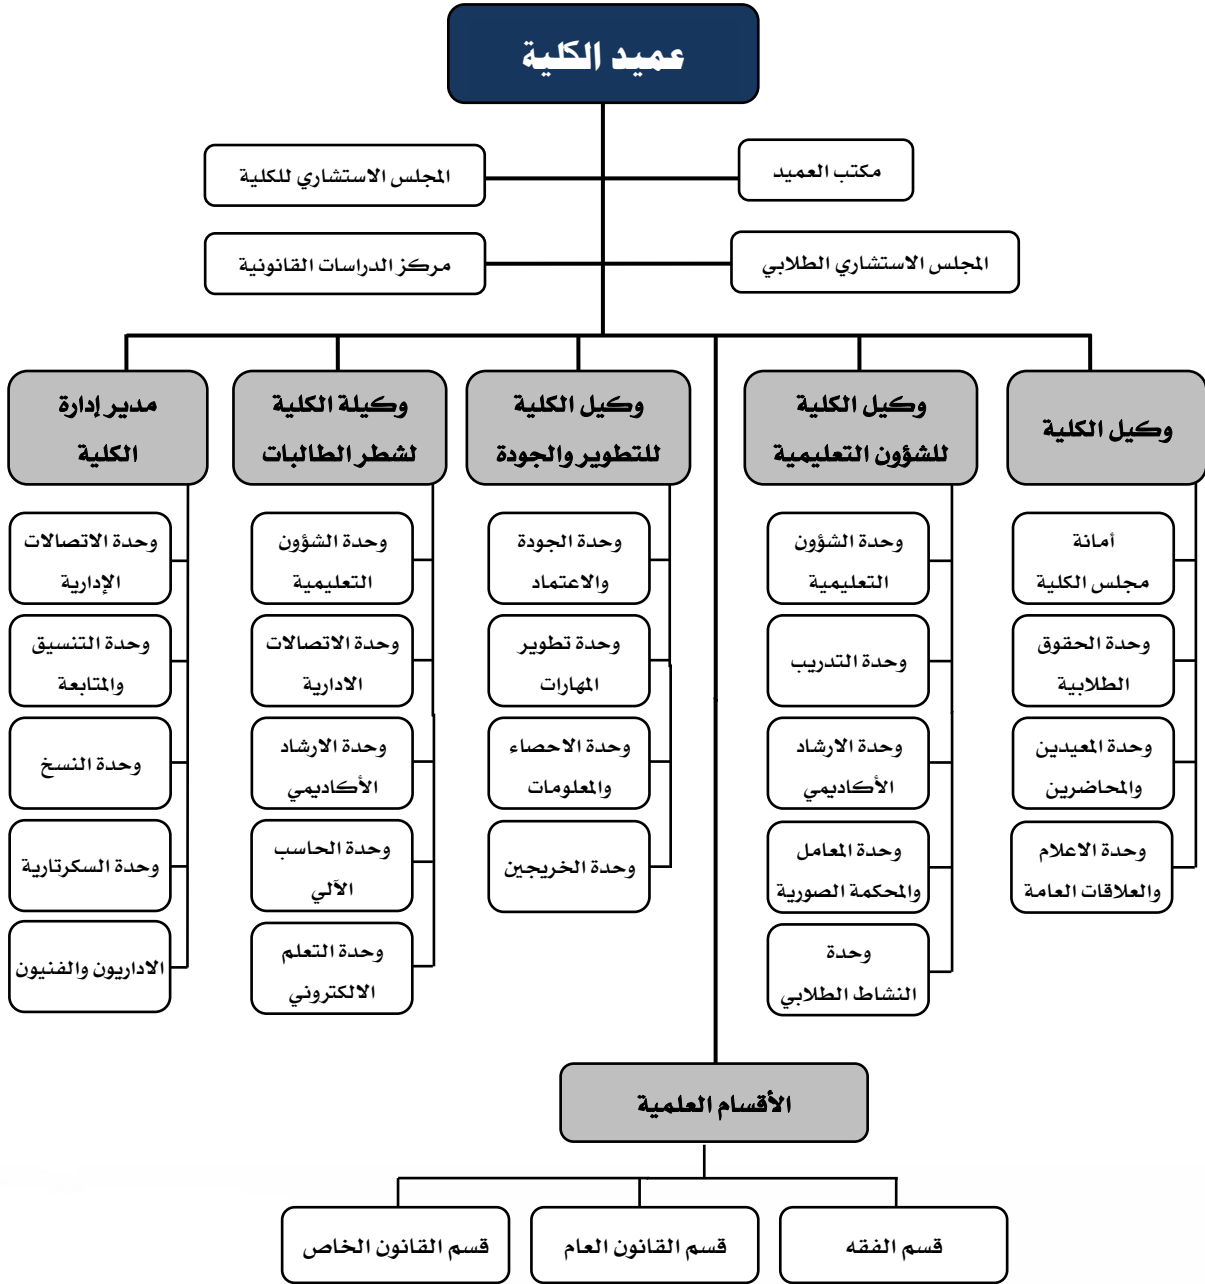 عميد الكلية
مكتب العميد
المجلس الاستشاري للكلية
المجلس الاستشاري الطلابي
مركز الدراسات القانونية
وكيل الكلية
وكيل الكلية
للشؤون التعليمية
وكيل الكلية
للتطوير والجودة
وكيلة الكلية
لشطر الطالبات
مدير إدارة
الكلية
أمانة
مجلس الكلية
وحدة الحقوق
الطلابية
وحدة المعيدين
والمحاضرين
وحدة الاعلام
والعلاقات العامة
وحدة الشؤون
التعليمية
وحدة التدريب
وحدة الارشاد
الأكاديمي
وحدة المعامل
والمحكمة الصورية
وحدة
النشاط الطلابي
وحدة الجودة
والاعتماد
وحدة تطوير
المهارات
وحدة الاحصاء
والمعلومات
وحدة الخريجين
وحدة الشؤون
التعليمية
وحدة الاتصالات
الادارية
وحدة الارشاد
الأكاديمي
وحدة الحاسب
الآلي
وحدة التعلم
الالكتروني
وحدة الاتصالات
الإدارية
وحدة التنسيق
والمتابعة
وحدة النسخ
وحدة السكرتارية
الاداريون والفنيون
الأقسام العلمية
قسم الفقه
قسم القانون العام
قسم القانون الخاص